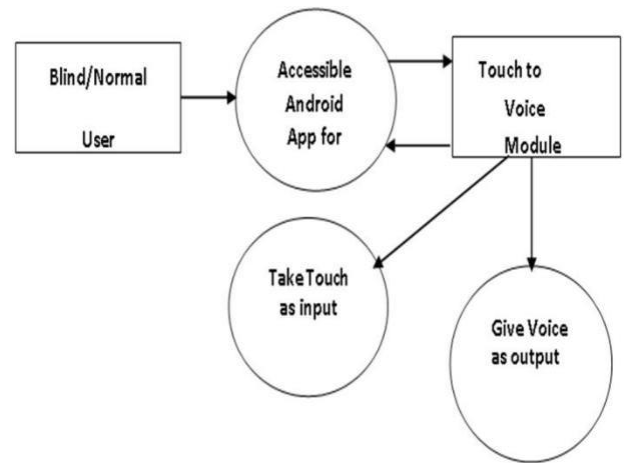 Blind/Normal
User
Accessible
Android
App for
Touch to
Voice
Module
Take Touch
as input
Give Voice
as output